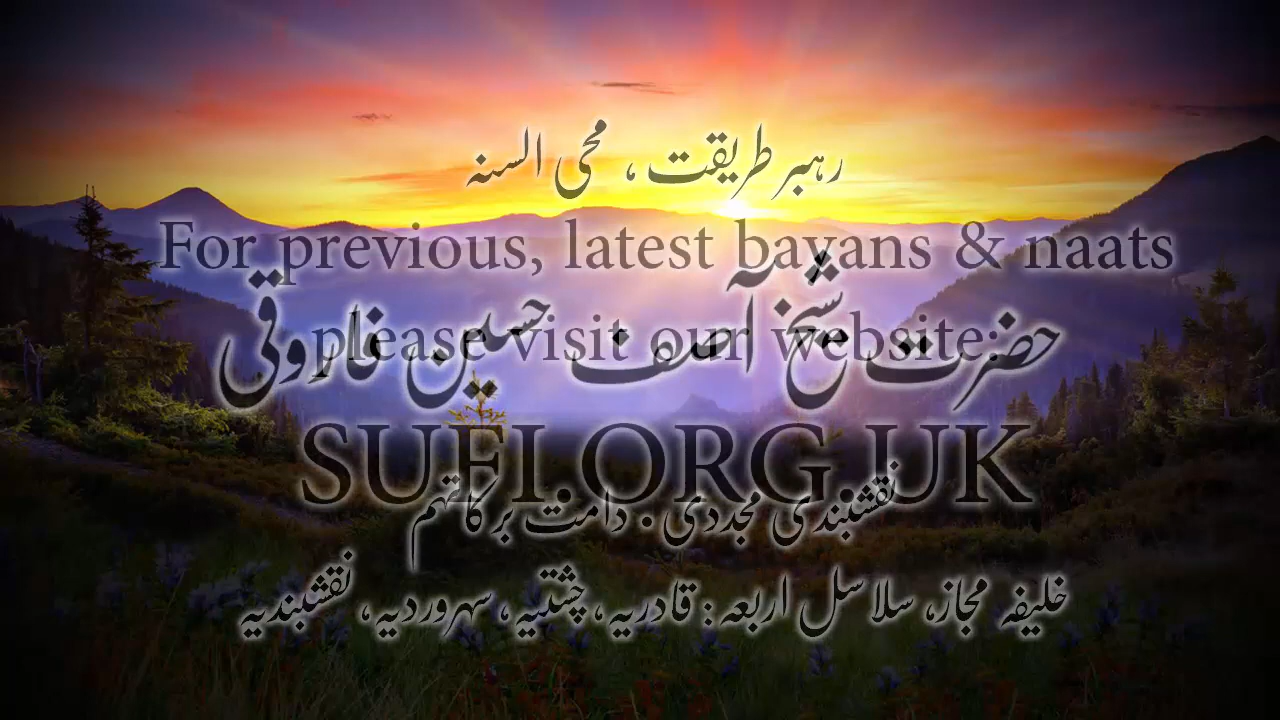 رہبر طریقت ، محی السنہ
For previous, latest bayans & naats
حضرت شیخ آصف حسین فاروقی
please visit our website:
SUFI.ORG.UK
نقشبندی مجددی . دامت برکاتہم
خلیفہ مجاز، سلاسل اربعہ: قادریہ، چشتیہ، سہروردیہ، نقشبندیہ